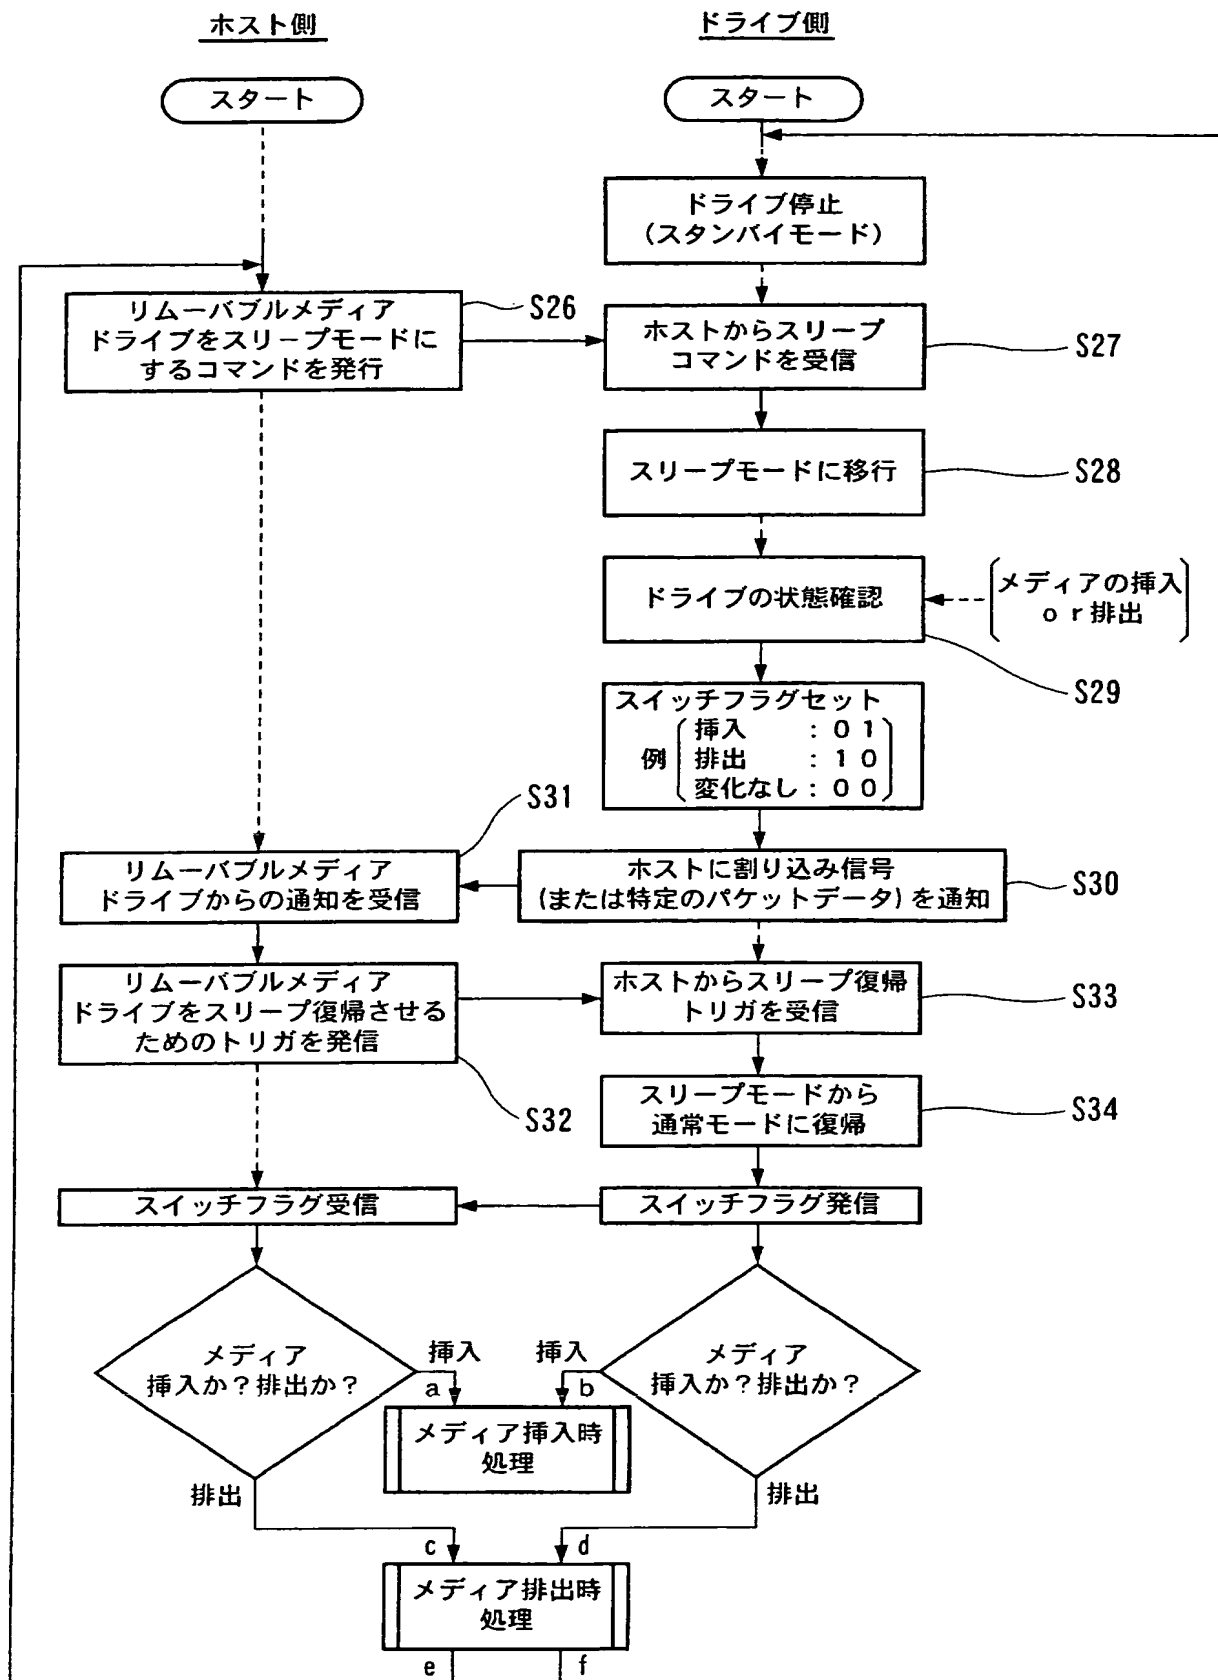 ホスト側
ドライブ側
スタート
スタート
ドライブ停止
(スタンバイモード)
リムーバブルメディア
ドライブをスリープモードに
するコマンドを発行
S26
ホストからスリープ
コマンドを受信
S27
スリープモードに移行
S28
ドライブの状態確認
メディアの挿入
or排出
S29
スイッチフラグセット
例
挿入 : 01
排出 : 10
変化なし : 00
S31
リムーバブルメディア
ドライブからの通知を受信
ホストに割り込み信号
(または特定のパケットデータ)を通知
S30
リムーバブルメディア
ドライブをスリープ復帰させる
ためのトリガを発信
S32
ホストからスリープ復帰
トリガを受信
S33
スリープモードから
通常モードに復帰
S34
スイッチフラグ受信
スイッチフラグ発信
メディア
挿入か?排出か?
挿入
a
挿入
b
メディア
挿入か?排出か?
メディア挿入時
処理
排出
排出
c
d
メディア排出時
処理
e
f